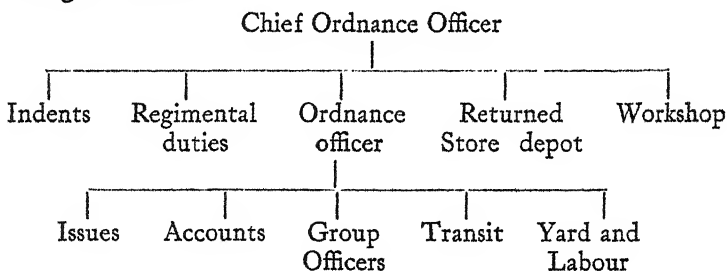 Chief Ordnance Officer
Indents Regimental Ordnance Returned Workshop
duties officer Store depot
Issues Accounts Group Transit Yard and
Officers Labour